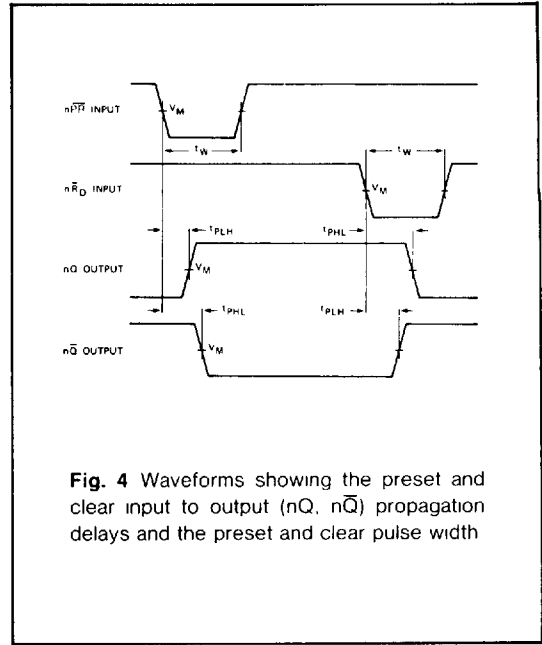 nP̅R̅ INPUT
VM
tW
tW
nR̅D INPUT
VM
tPLH
tPHL
nQ OUTPUT
VM
tPHL
tPLH
nQ̅ OUTPUT
VM
Fig. 4 Waveforms showing the preset and
clear input to output (nQ, nQ̅) propagation
delays and the preset and clear pulse width